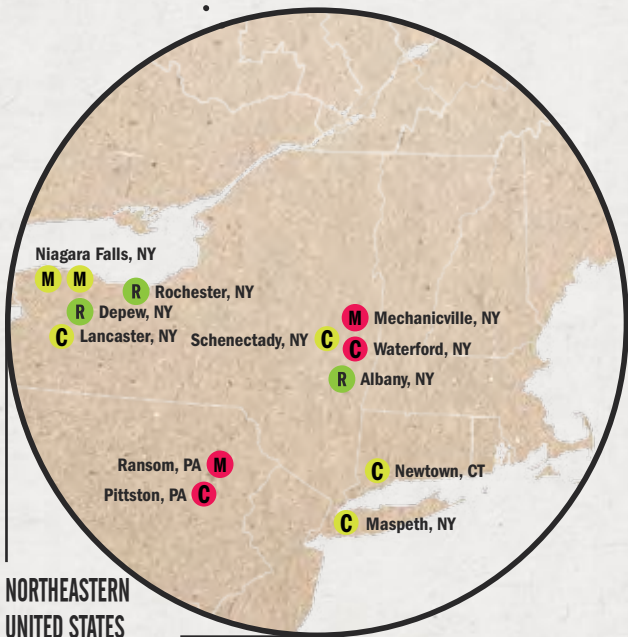 Niagara Falls, NY
M M
R Rochester, NY
R Depew, NY
C Lancaster, NY
M Mechanicville, NY
Schenectady, NY C
C Waterford, NY
R Albany, NY
Ransom, PA M
Pittston, PA C
C Newtown, CT
C Maspeth, NY
NORTHEASTERN
UNITED STATES